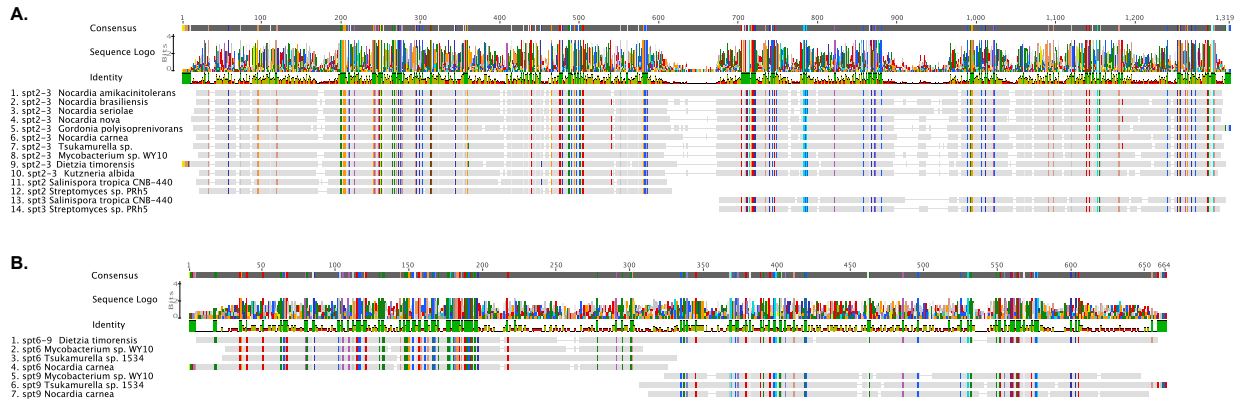 A.
1 100 200 300 400 500 600 700 800 900 1,000 1,100 1,200 1,319
Consensus
4
Sequence Logo
2
Bits
0
Identity
1. spt2-3 Nocardia amikacinitolerans
2. spt2-3 Nocardia brasiliensis
3. spt2-3 Nocardia seriolae
4. spt2-3 Nocardia nova
5. spt2-3 Gordonia polyisoprenivorans
6. spt2-3 Nocardia carnea
7. spt2-3 Tsukamurella sp.
8. spt2-3 Mycobacterium sp. WY10
9. spt2-3 Dietzia timorensis
10. spt2-3 Kutzneria albida
11. spt2 Salinispora tropica CNB-440
12. spt2 Streptomyces sp. PRh5
13. spt3 Salinispora tropica CNB-440
14. spt3 Streptomyces sp. PRh5
B.
1 50 100 150 200 250 300 350 400 450 500 550 600 650 664
Consensus
4
Sequence Logo
2
Bits
0
Identity
1. spt6-9 Dietzia timorensis
2. spt6 Mycobacterium sp. WY10
3. spt6 Tsukamurella sp. 1534
4. spt6 Nocardia carnea
5. spt9 Mycobacterium sp. WY10
6. spt9 Tsukamurella sp. 1534
7. spt9 Nocardia carnea